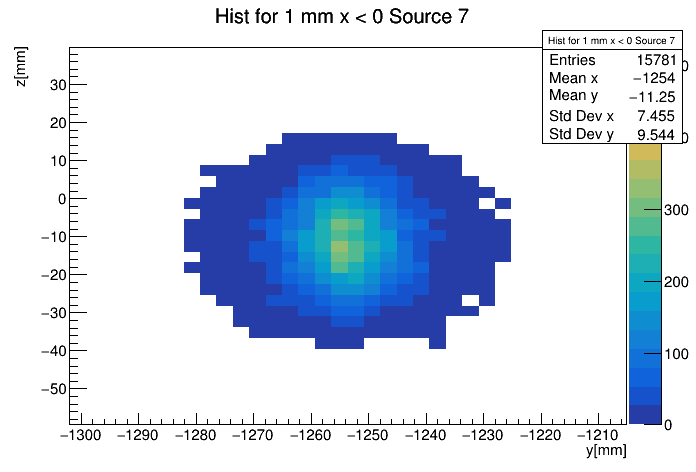 Hist for 1 mm x < 0 Source 7
z[mm]
Hist for 1 mm x < 0 Source 7
Entries 15781
Mean x −1254
Mean y −11.25
Std Dev x 7.455
Std Dev y 9.544
30
20
10
0
−10
−20
−30
−40
−50
300
200
100
0
−1300 −1290 −1280 −1270 −1260 −1250 −1240 −1230 −1220 −1210
y[mm]